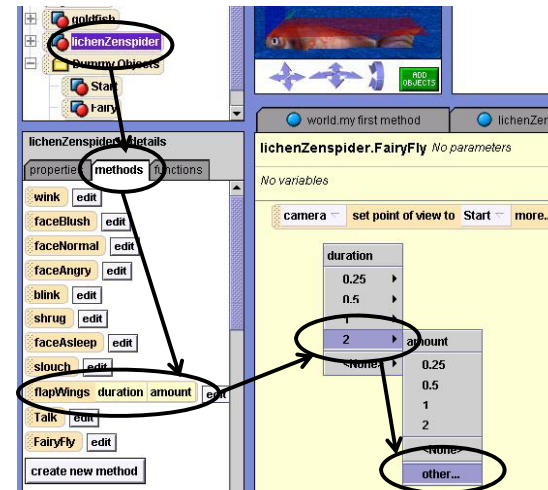 goldfish
lichenZenspider
Dummy Objects
Start
Fairy
ADD OBJECTS
world.my first method
lichenZen
lichenZenspider's details
properties
methods
functions
wink edit
faceBlush edit
faceNormal edit
faceAngry edit
blink edit
shrug edit
faceAsleep edit
slouch edit
flapWings duration amount edit
Talk edit
FairyFly edit
create new method
lichenZenspider.FairyFly No parameters
No variables
camera set point of view to Start more...
duration
0.25
0.5
1
2
<None>
amount
0.25
0.5
1
2
<None>
other...